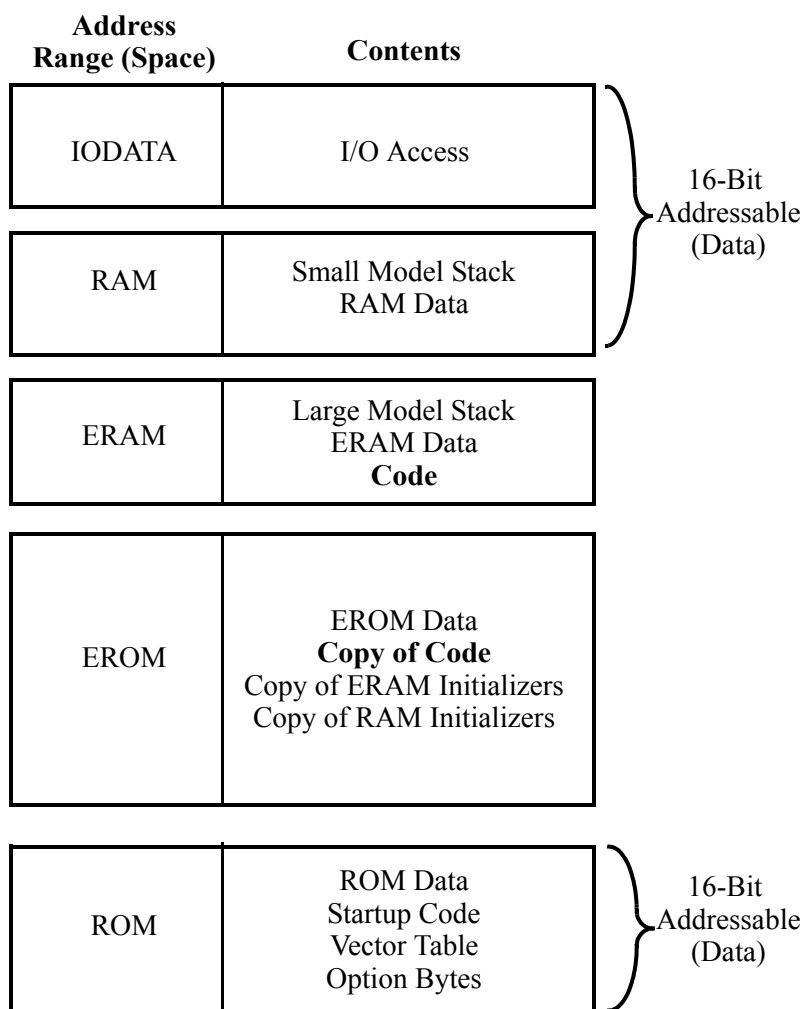 Address
Range (Space)
Contents
IODATA
I/O Access
16-Bit
Addressable
(Data)
RAM
Small Model Stack
RAM Data
ERAM
Large Model Stack
ERAM Data
Code
EROM
EROM Data
Copy of Code
Copy of ERAM Initializers
Copy of RAM Initializers
ROM
ROM Data
Startup Code
Vector Table
Option Bytes
16-Bit
Addressable
(Data)